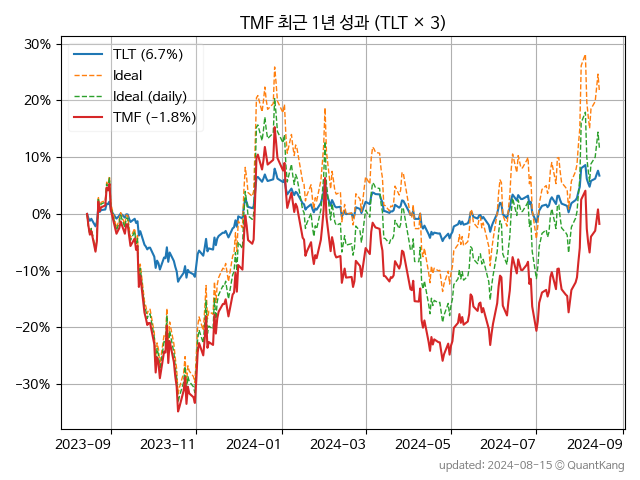 TMF 최근 1년 성과 (TLT × 3)
30%
20%
10%
0%
−10%
−20%
−30%
TLT (6.7%)
Ideal
Ideal (daily)
TMF (−1.8%)
2023-09
2023-11
2024-01
2024-03
2024-05
2024-07
2024-09
updated: 2024-08-15 © QuantKang